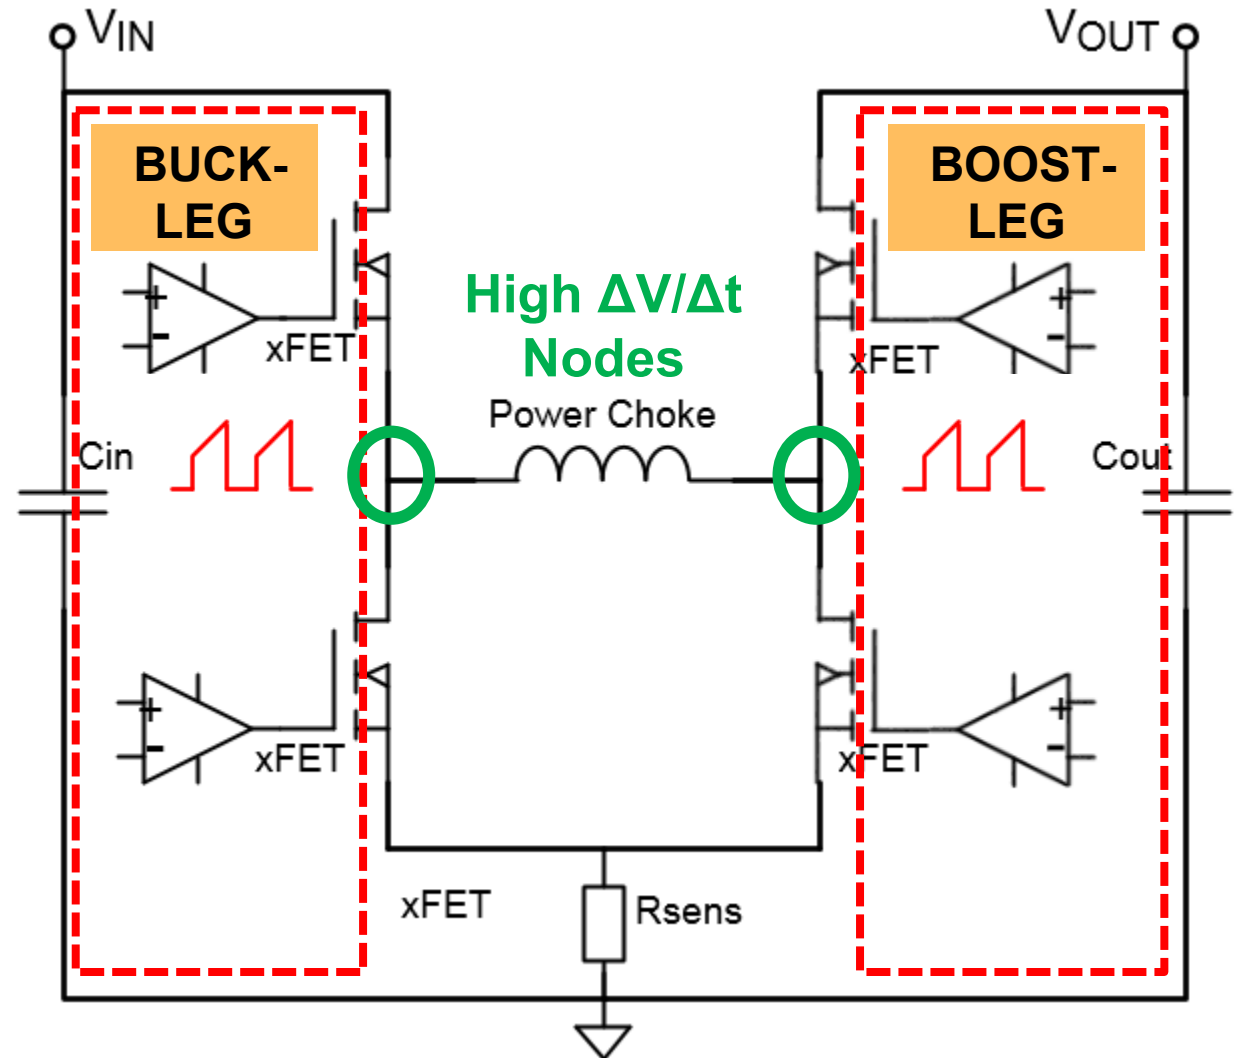 VIN
VOUT
BUCK-
LEG
BOOST-
LEG
+
-
xFET
High ΔV/Δt
Nodes
+
-
xFET
Power Choke
Cin
Cout
+
-
xFET
+
-
xFET
xFET
Rsens